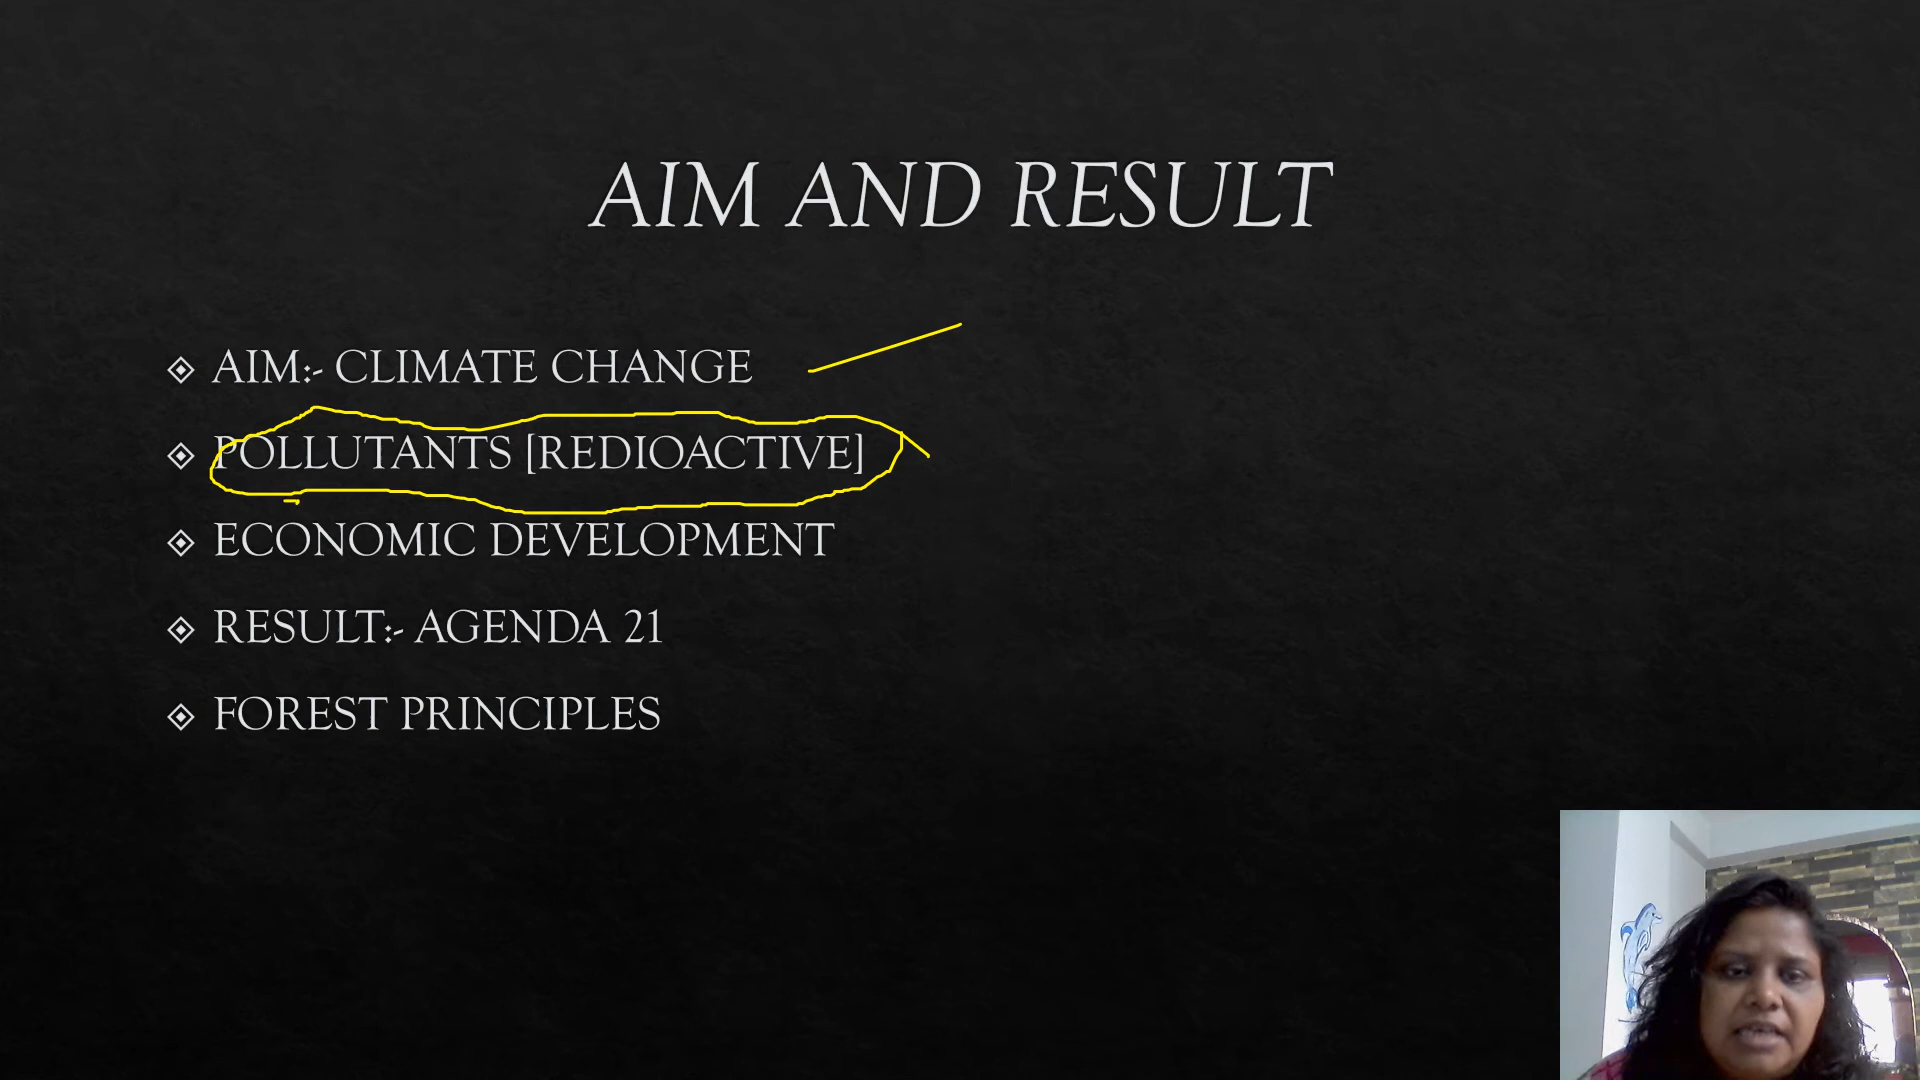 AIM AND RESULT
AIM:- CLIMATE CHANGE
POLLUTANTS [REDIOACTIVE]
ECONOMIC DEVELOPMENT
RESULT:- AGENDA 21
FOREST PRINCIPLES